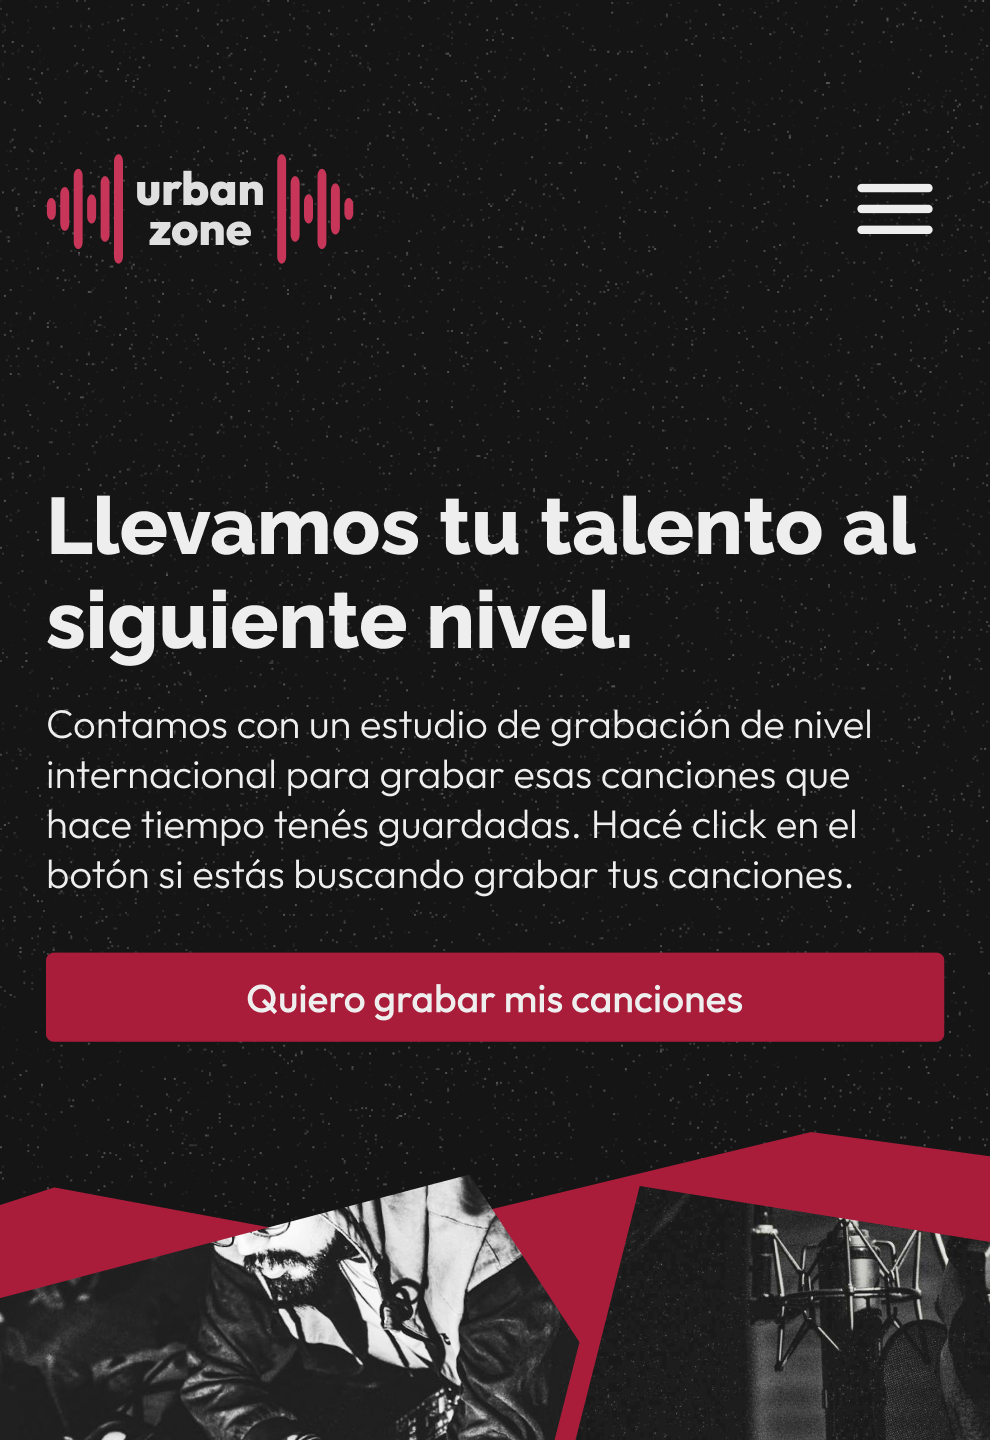 urban
zone
Llevamos tu talento al
siguiente nivel.
Contamos con un estudio de grabación de nivel
internacional para grabar esas canciones que
hace tiempo tenés guardadas. Hacé click en el
botón si estás buscando grabar tus canciones.
Quiero grabar mis canciones